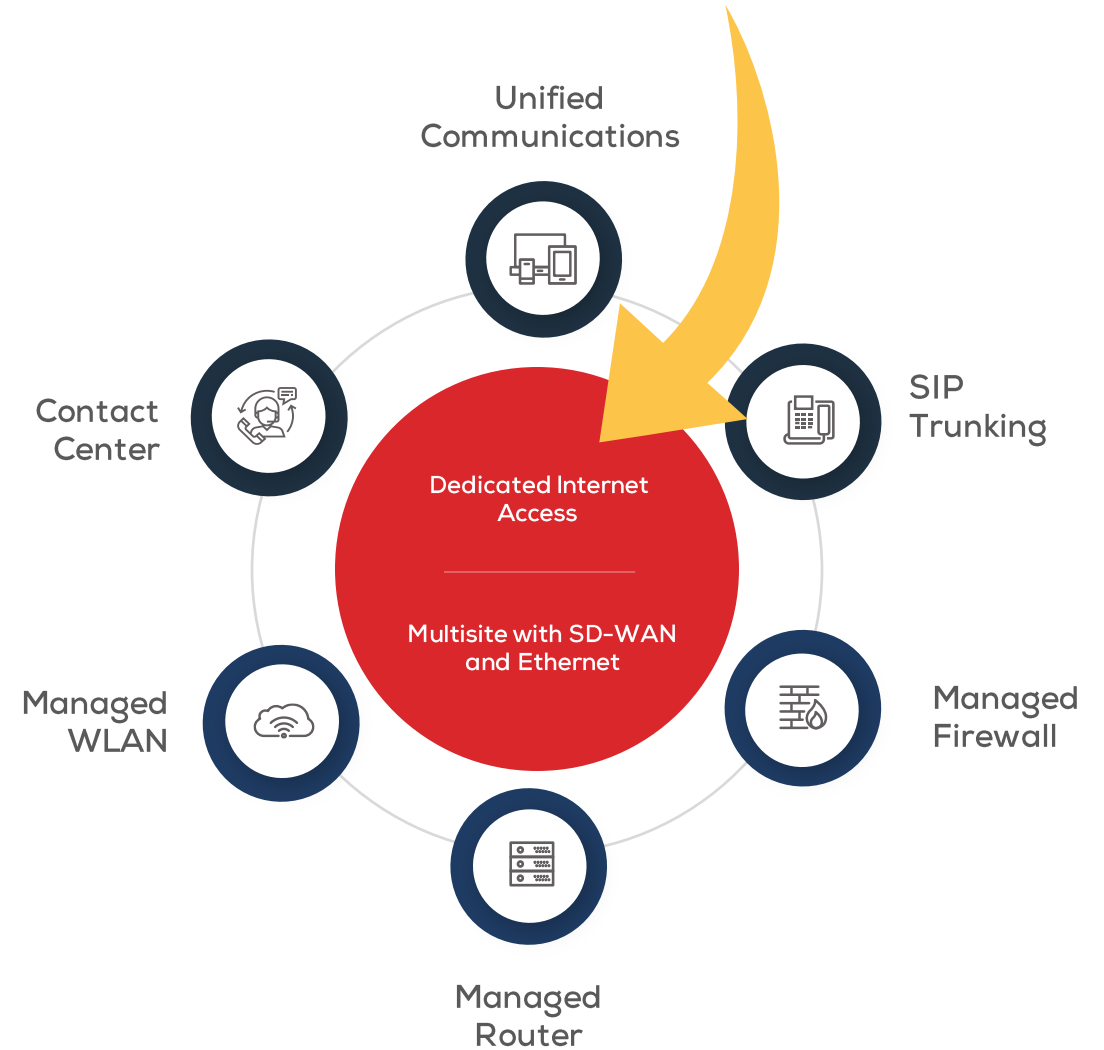 Unified
Communications
SIP
Trunking
Contact
Center
Dedicated Internet
Access
Multisite with SD-WAN
and Ethernet
Managed
WLAN
Managed
Firewall
Managed
Router